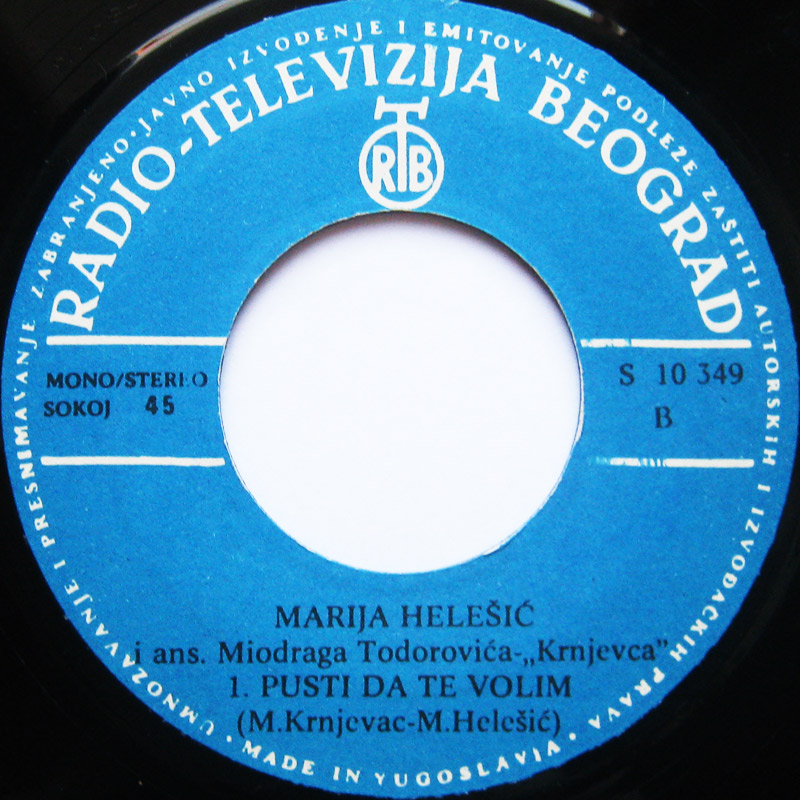 UMNOZAVANJE I PRESNIMAVANJE ZABRANJENO • JAVNO IZVOĐENJE I EMITOVANJE PODLEŽE ZAŠTITI AUTORSKIH I IZVOĐAČKIH PRAVA •
RADIO-TELEVIZIJA BEOGRAD
RTB
MONO/STEREO
SOKOJ 45
S 10 349
B
MARIJA HELEŠIĆ
i ans. Miodraga Todorovića-„Krnjevca”
1. PUSTI DA TE VOLIM
(M.Krnjevac-M.Helešić)
MADE IN YUGOSLAVIA